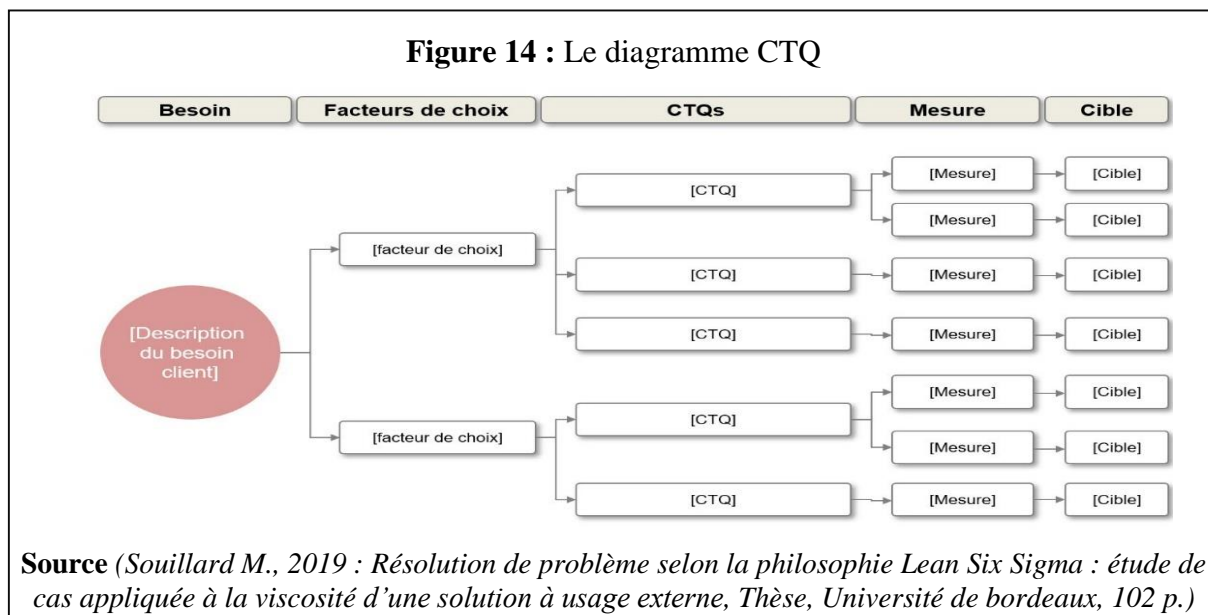 Figure 14 : Le diagramme CTQ
Besoin Facteurs de choix CTQs Mesure Cible
[Mesure] [Cible]
[CTQ]
[Mesure] [Cible]
[facteur de choix]
[CTQ] [Mesure] [Cible]
[CTQ] [Mesure] [Cible]
[Description
du besoin
client]
[Mesure] [Cible]
[CTQ]
[facteur de choix]
[Mesure] [Cible]
[CTQ] [Mesure] [Cible]
Source (Souillard M., 2019 : Résolution de problème selon la philosophie Lean Six Sigma : étude de
cas appliquée à la viscosité d’une solution à usage externe, Thèse, Université de bordeaux, 102 p.)